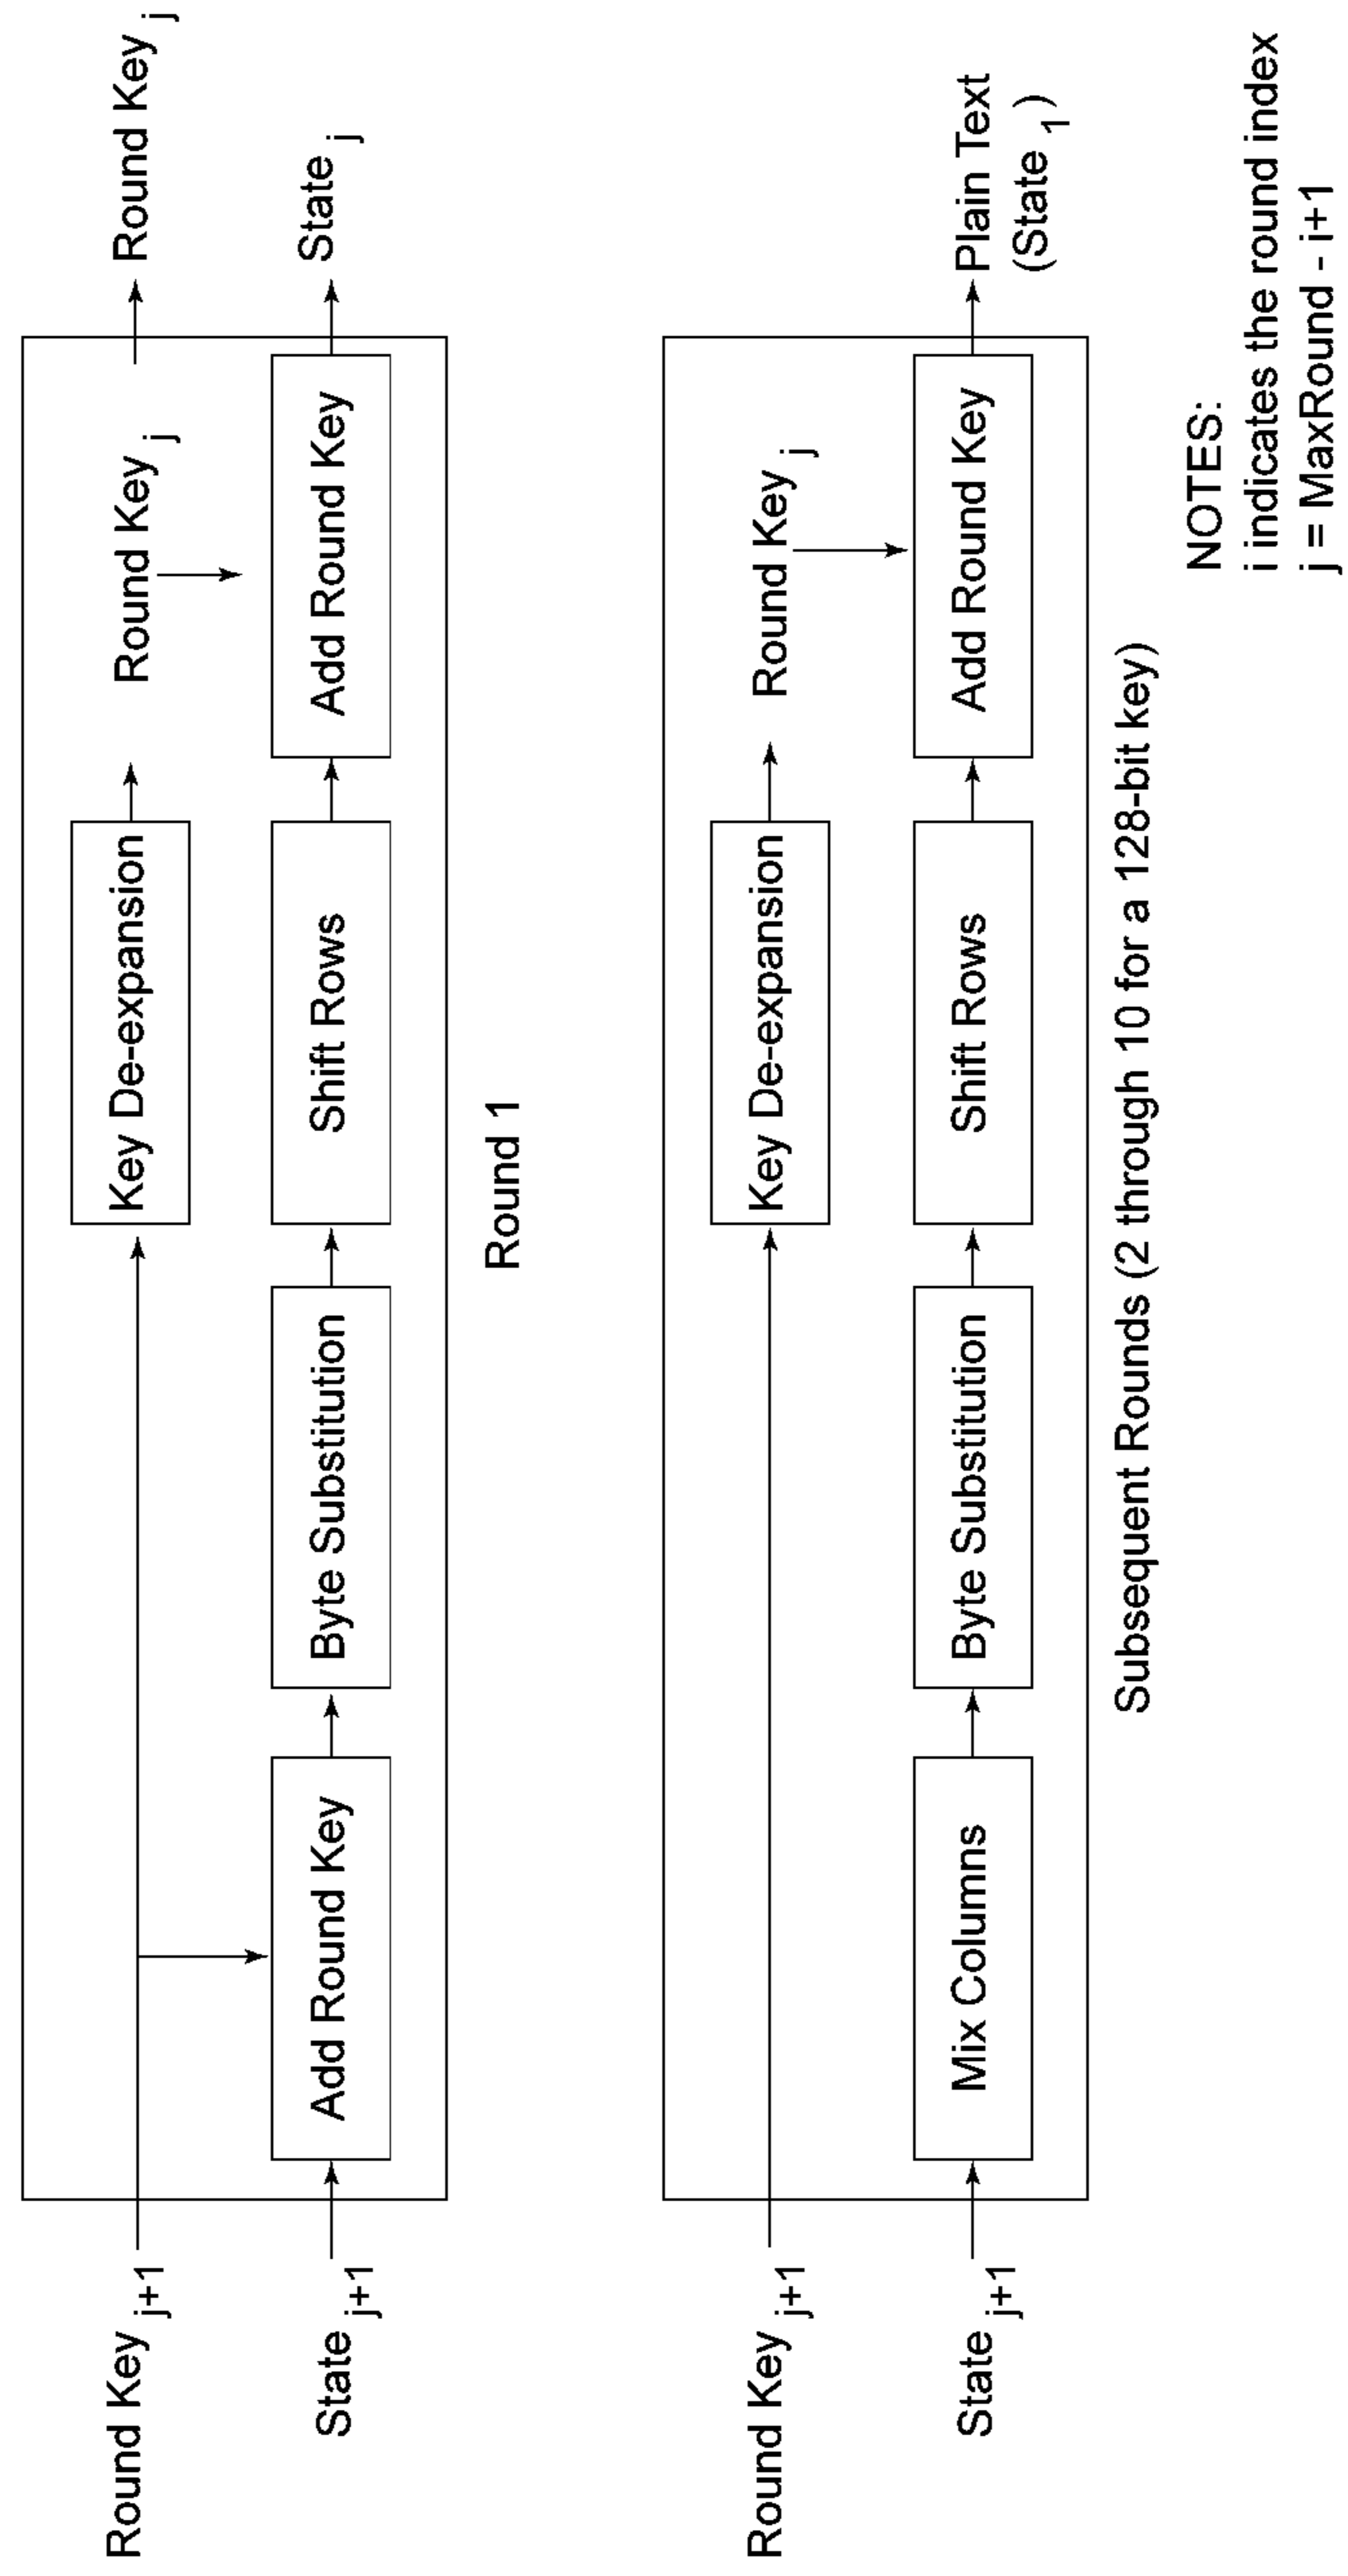 Round Key j+1
Key De-expansion
Round Key j
Round Key j
State j+1
Add Round Key
Byte Substitution
Shift Rows
Add Round Key
State j
Round 1
Round Key j+1
Key De-expansion
Round Key j
State j+1
Mix Columns
Byte Substitution
Shift Rows
Add Round Key
Plain Text
(State 1)
Subsequent Rounds (2 through 10 for a 128-bit key)
NOTES:
i indicates the round index
j = MaxRound - i+1